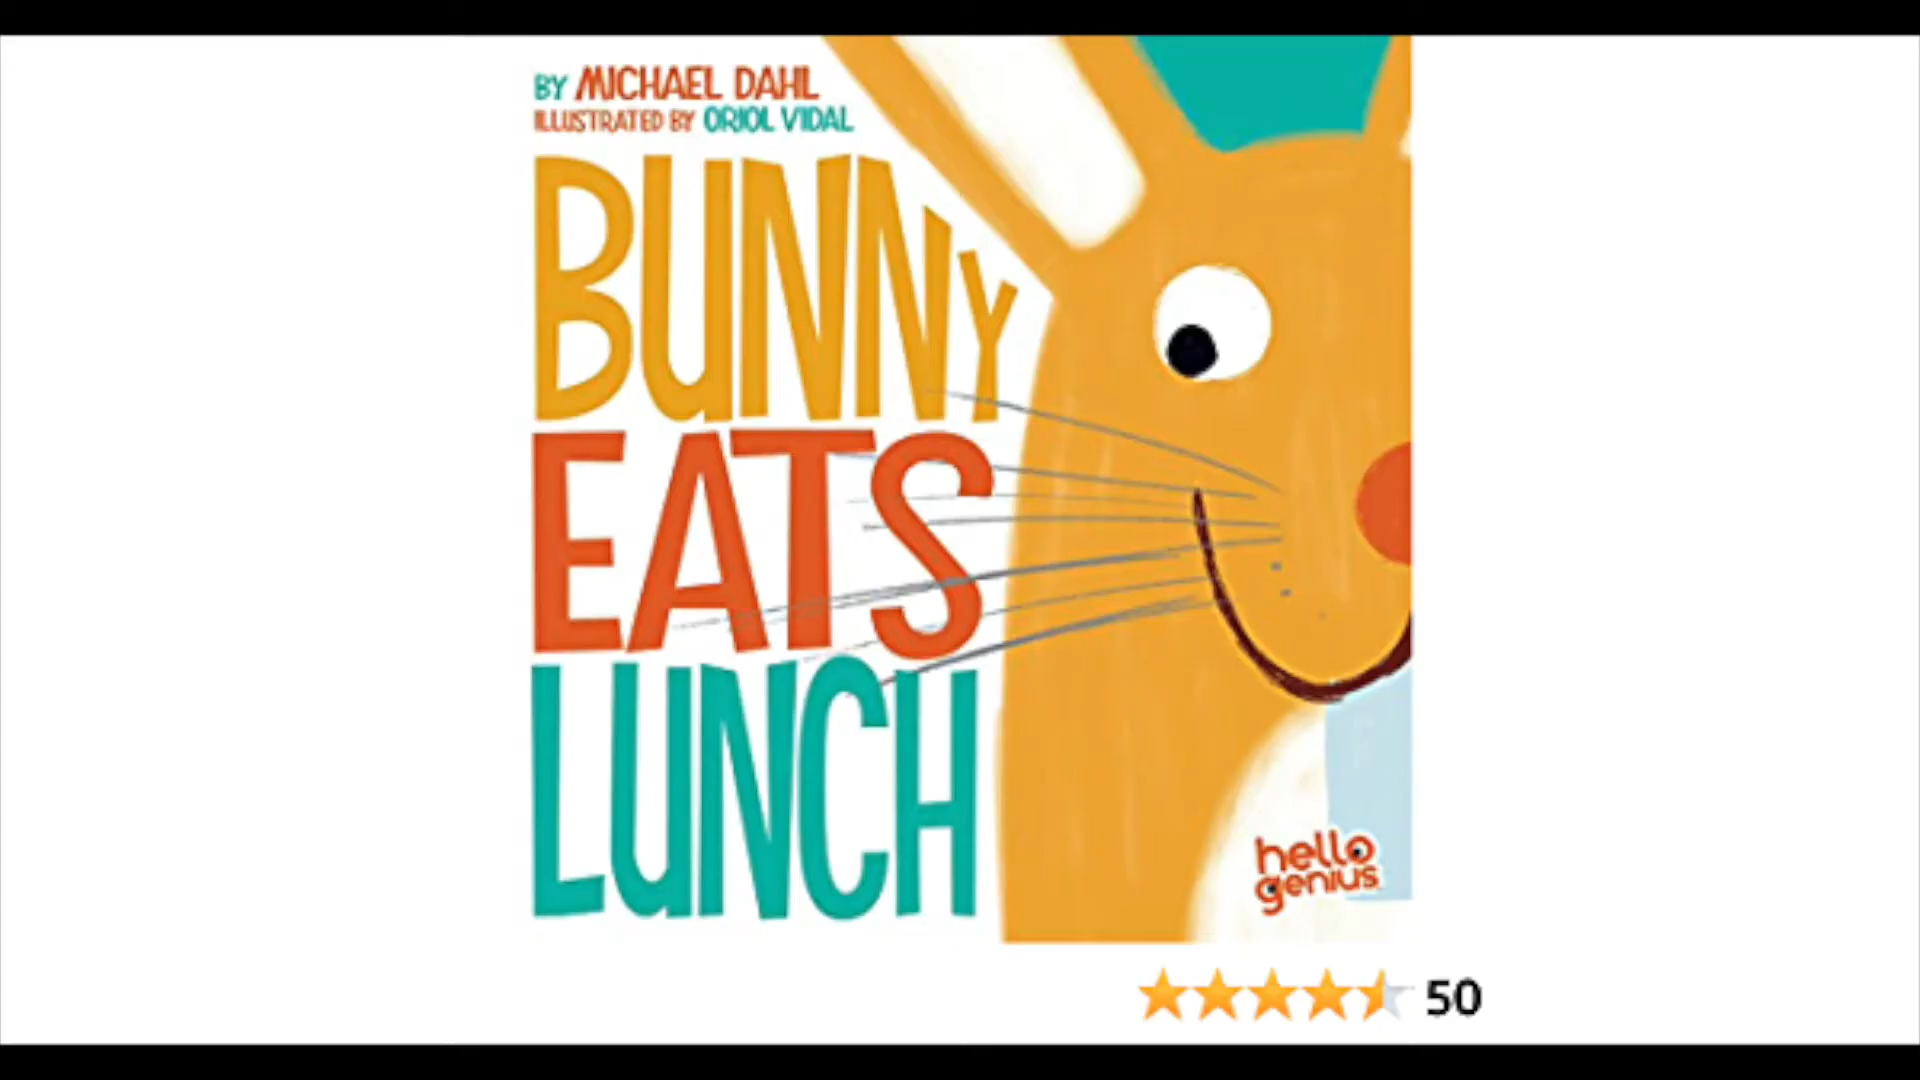 BY MICHAEL DAHL
ILLUSTRATED BY ORIOL VIDAL
BUNNY
EATS
LUNCH
hello
genius
50